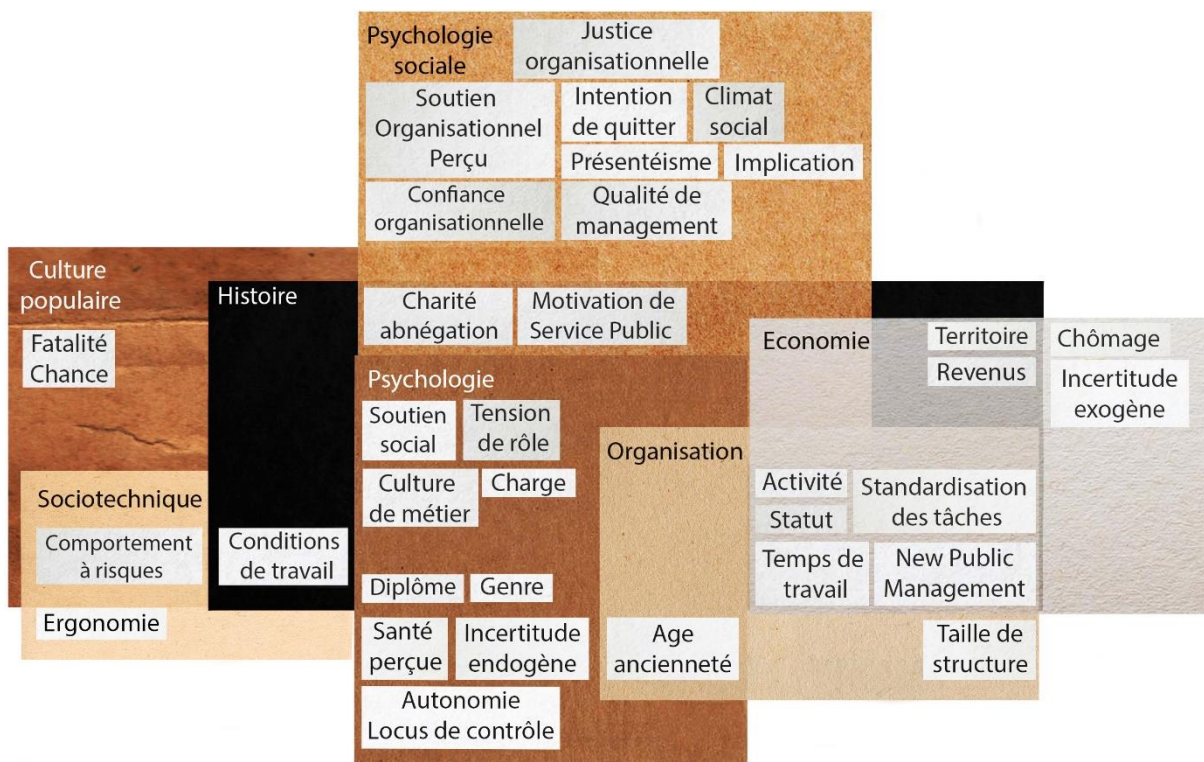 Psychologie
sociale
Justice
organisationnelle
Soutien
Organisationnel
Perçu
Intention
de quitter
Climat
social
Présentéisme
Implication
Confiance
organisationnelle
Qualité de
management
Culture
populaire
Histoire
Fatalité
Chance
Charité
abnégation
Motivation de
Service Public
Economie
Territoire
Revenus
Chômage
Incertitude
exogène
Psychologie
Soutien
social
Tension
de rôle
Culture
de métier
Charge
Organisation
Activité
Statut
Standardisation
des tâches
Temps de
travail
New Public
Management
Sociotechnique
Comportement
à risques
Conditions
de travail
Ergonomie
Diplôme
Genre
Santé
perçue
Incertitude
endogène
Autonomie
Locus de contrôle
Age
ancienneté
Taille de
structure